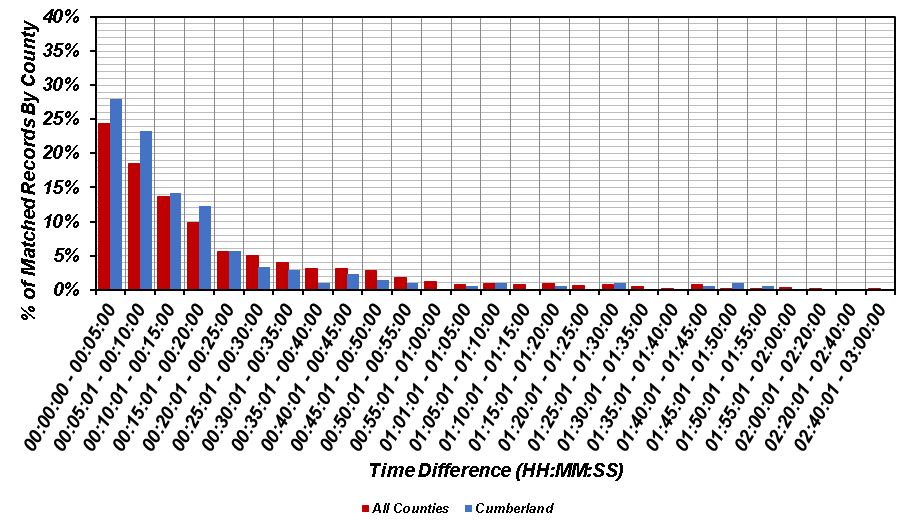 % of Matched Records By County
40%
35%
30%
25%
20%
15%
10%
5%
0%
00:00:00 - 00:05:00
00:05:01 - 00:10:00
00:10:01 - 00:15:00
00:15:01 - 00:20:00
00:20:01 - 00:25:00
00:25:01 - 00:30:00
00:30:01 - 00:35:00
00:35:01 - 00:40:00
00:40:01 - 00:45:00
00:45:01 - 00:50:00
00:50:01 - 00:55:00
00:55:01 - 01:00:00
01:01:00 - 01:05:00
01:05:01 - 01:10:00
01:10:01 - 01:15:00
01:15:01 - 01:20:00
01:20:01 - 01:25:00
01:25:01 - 01:30:00
01:30:01 - 01:35:00
01:35:01 - 01:40:00
01:40:01 - 01:45:00
01:45:01 - 01:50:00
01:50:01 - 01:55:00
01:55:01 - 02:00:00
02:00:01 - 02:20:00
02:20:01 - 02:40:00
02:40:01 - 03:00:00
Time Difference (HH:MM:SS)
All Counties
Cumberland